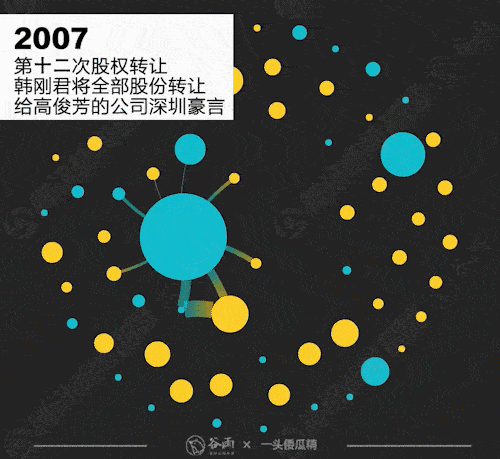 2007
第十二次股权转让
韩刚君将全部股份转让
给高俊芳的公司深圳豪言
谷雨 × 一头傻瓜精